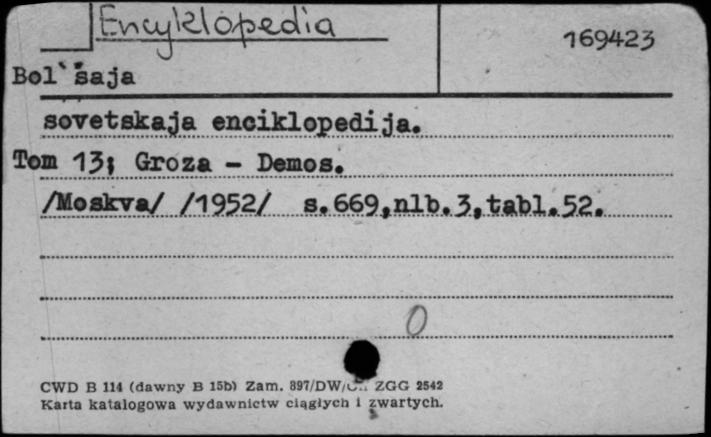 Encyklopedia
169423
Bol`šaja
sovetskaja enciklopedija.
Tom 13; Groza - Demos.
/Moskva/ /1952/ s.669,nlb.3,tabl.52.
0
CWD B 114 (dawny B 15b) Zam. 897/DW/ ZGG 2542
Karta katalogowa wydawnictw ciągłych i zwartych.